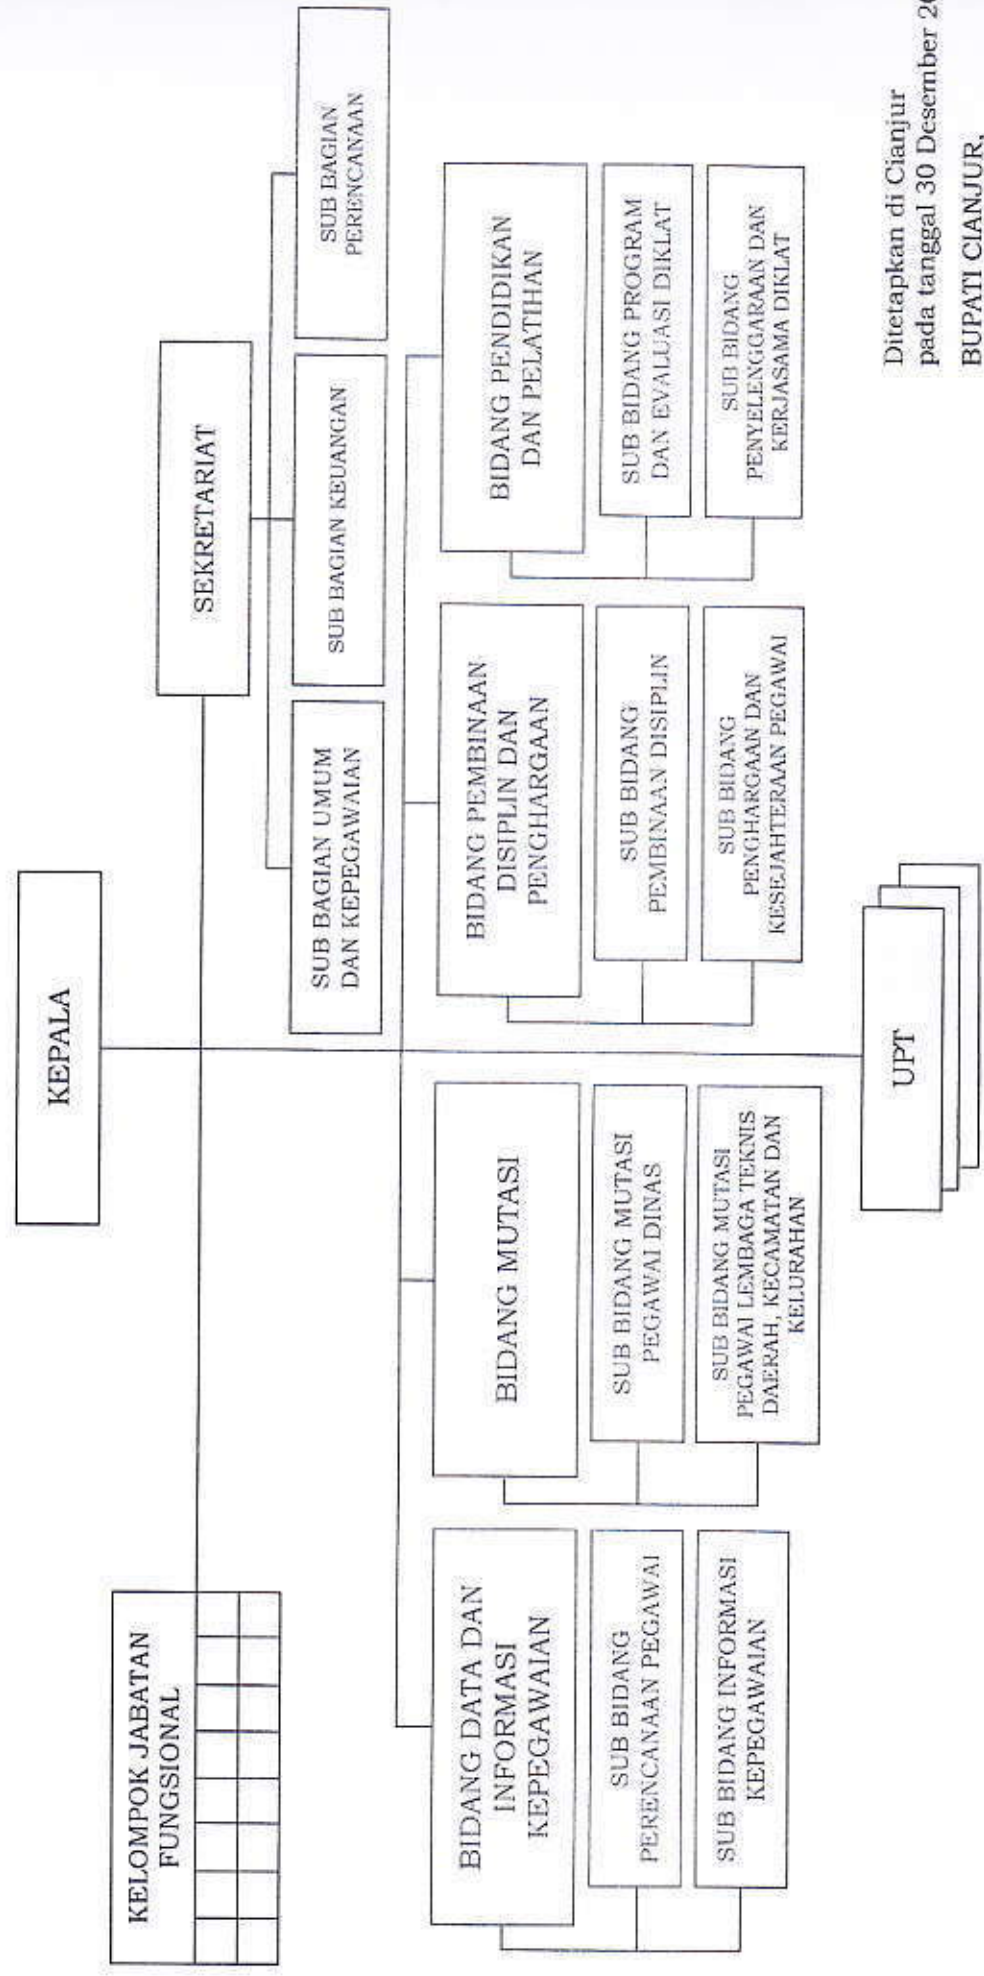 KEPALA
KELOMPOK JABATAN
FUNGSIONAL
SEKRETARIAT
SUB BAGIAN UMUM
DAN KEPEGAWAIAN
SUB BAGIAN KEUANGAN
SUB BAGIAN
PERENCANAAN
BIDANG DATA DAN
INFORMASI
KEPEGAWAIAN
SUB BIDANG
PERENCANAAN PEGAWAI
SUB BIDANG INFORMASI
KEPEGAWAIAN
BIDANG MUTASI
SUB BIDANG MUTASI
PEGAWAI DINAS
SUB BIDANG MUTASI
PEGAWAI LEMBAGA TEKNIS
DAERAH, KECAMATAN DAN
KELURAHAN
BIDANG PEMBINAAN
DISIPLIN DAN
PENGHARGAAN
SUB BIDANG
PEMBINAAN DISIPLIN
SUB BIDANG
PENGHARGAAN DAN
KESEJAHTERAAN PEGAWAI
BIDANG PENDIDIKAN
DAN PELATIHAN
SUB BIDANG PROGRAM
DAN EVALUASI DIKLAT
SUB BIDANG
PENYELENGGARAAN DAN
KERJASAMA DIKLAT
UPT
Ditetapkan di Cianjur
pada tanggal 30 Desember
BUPATI CIANJUR,